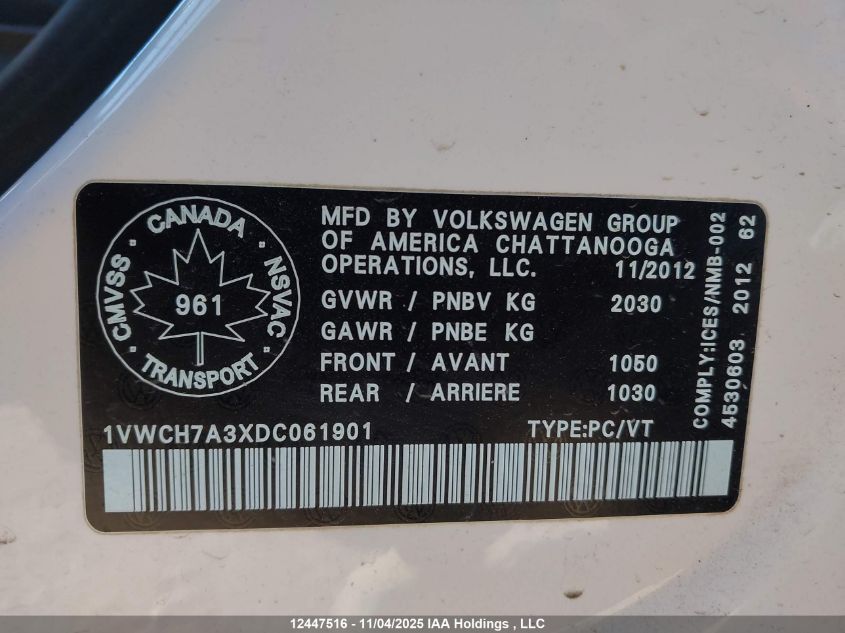 CANADA
CMVSS
NSVAC
961
TRANSPORT
MFD BY VOLKSWAGEN GROUP
OF AMERICA CHATTANOOGA
OPERATIONS, LLC. 11/2012
GVWR / PNBV KG 2030
GAWR / PNBE KG
FRONT / AVANT 1050
REAR / ARRIERE 1030
1VWCH7A3XDC061901 TYPE:PC/VT
COMPLY:ICES/NMB-002
4530603 2012 62
12447516 - 11/04/2025 IAA Holdings , LLC